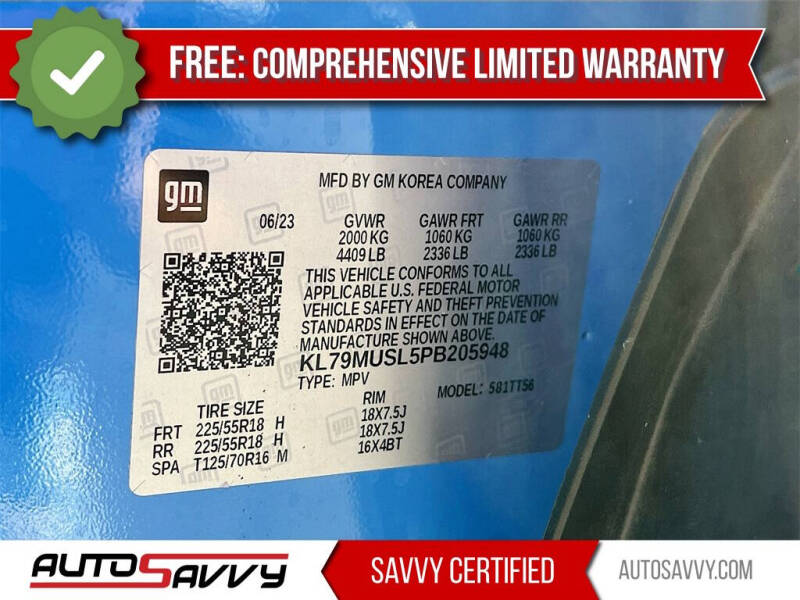 FREE: COMPREHENSIVE LIMITED WARRANTY
gm
MFD BY GM KOREA COMPANY
06/23 GVWR GAWR FRT GAWR RR
2000 KG 1060 KG 1060 KG
4409 LB 2336 LB 2336 LB
THIS VEHICLE CONFORMS TO ALL
APPLICABLE U.S. FEDERAL MOTOR
VEHICLE SAFETY AND THEFT PREVENTION
STANDARDS IN EFFECT ON THE DATE OF
MANUFACTURE SHOWN ABOVE.
KL79MUSL5PB205948
TYPE: MPV MODEL: 581TT56
TIRE SIZE RIM
FRT 225/55R18 H 18X7.5J
RR 225/55R18 H 18X7.5J
SPA T125/70R16 M 16X4BT
AUTOSAVVY
SAVVY CERTIFIED
AUTOSAVVY.COM